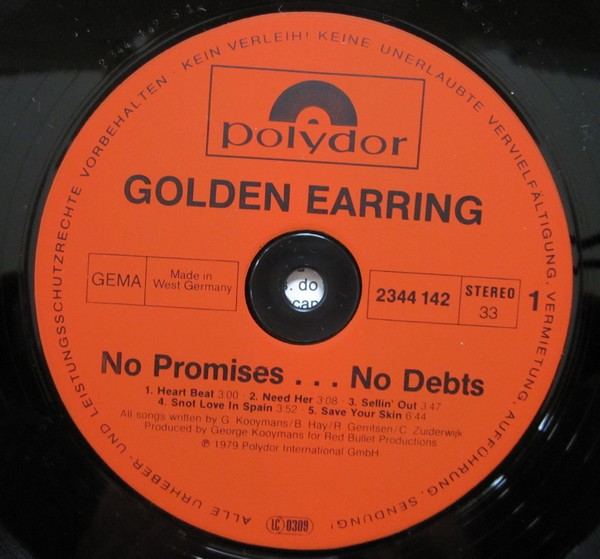 ALLE URHEBER- UND LEISTUNGSSCHUTZRECHTE VORBEHALTEN · KEIN VERLEIH! KEINE UNERLAUBTE VERVIELFÄLTIGUNG, VERMIETUNG, AUFFÜHRUNG, SENDUNG!
polydor
GOLDEN EARRING
GEMA
Made in
West Germany
2344 142
STEREO
33
1
. do
can
No Promises . . . No Debts
1. Heart Beat 3:00 · 2. Need Her 3:08 · 3. Sellin' Out 3:47
4. Snot Love In Spain 3:52 · 5. Save Your Skin 6:44
All songs written by G. Kooymans/B. Hay/R. Gerritsen/C. Zuiderwijk
Produced by George Kooymans for Red Bullet Productions
℗ 1979 Polydor International GmbH
LC 0309